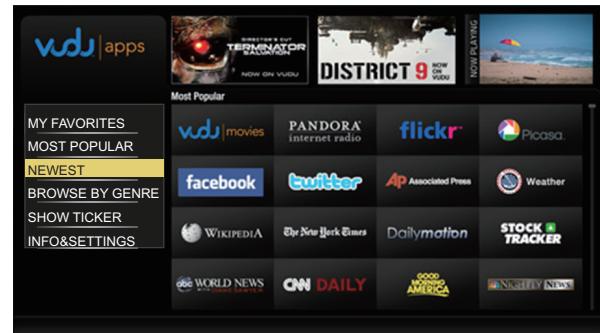 vudu apps
DIRECTOR'S CUT
TERMINATOR
SALVATION
NOW ON VUDU
DISTRICT 9 NOW ON VUDU
NOW PLAYING
Most Popular
MY FAVORITES
MOST POPULAR
NEWEST
BROWSE BY GENRE
SHOW TICKER
INFO&SETTINGS
vudu movies
PANDORA
internet radio
flickr
Picasa
facebook
twitter
AP Associated Press
Weather
WIKIPEDIA
The New York Times
Dailymotion
STOCK
TRACKER
abc WORLD NEWS
WITH DIANE SAWYER
CNN DAILY
GOOD
MORNING
AMERICA
NIGHTLY NEWS